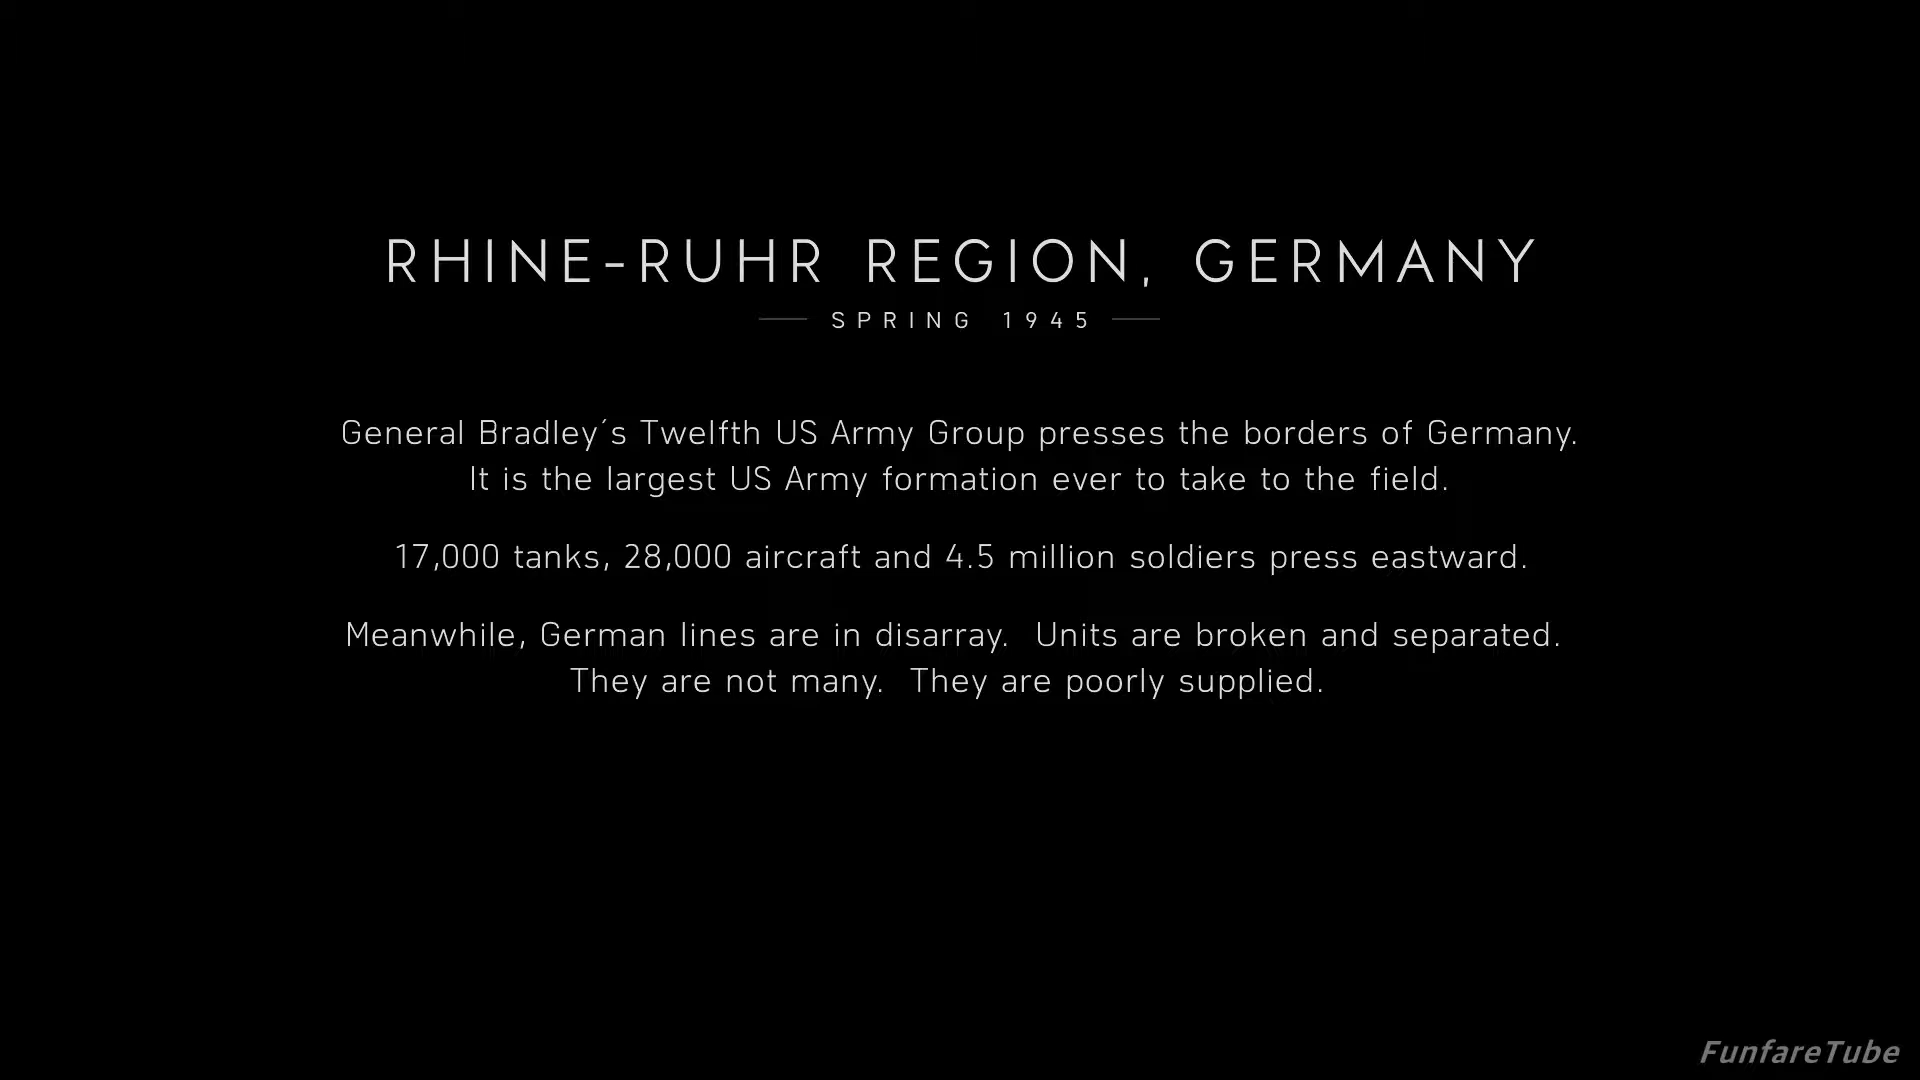 RHINE-RUHR REGION, GERMANY
SPRING 1945
General Bradley´s Twelfth US Army Group presses the borders of Germany.
It is the largest US Army formation ever to take to the field.
17,000 tanks, 28,000 aircraft and 4.5 million soldiers press eastward.
Meanwhile, German lines are in disarray.  Units are broken and separated.
They are not many.  They are poorly supplied.
FunfareTube